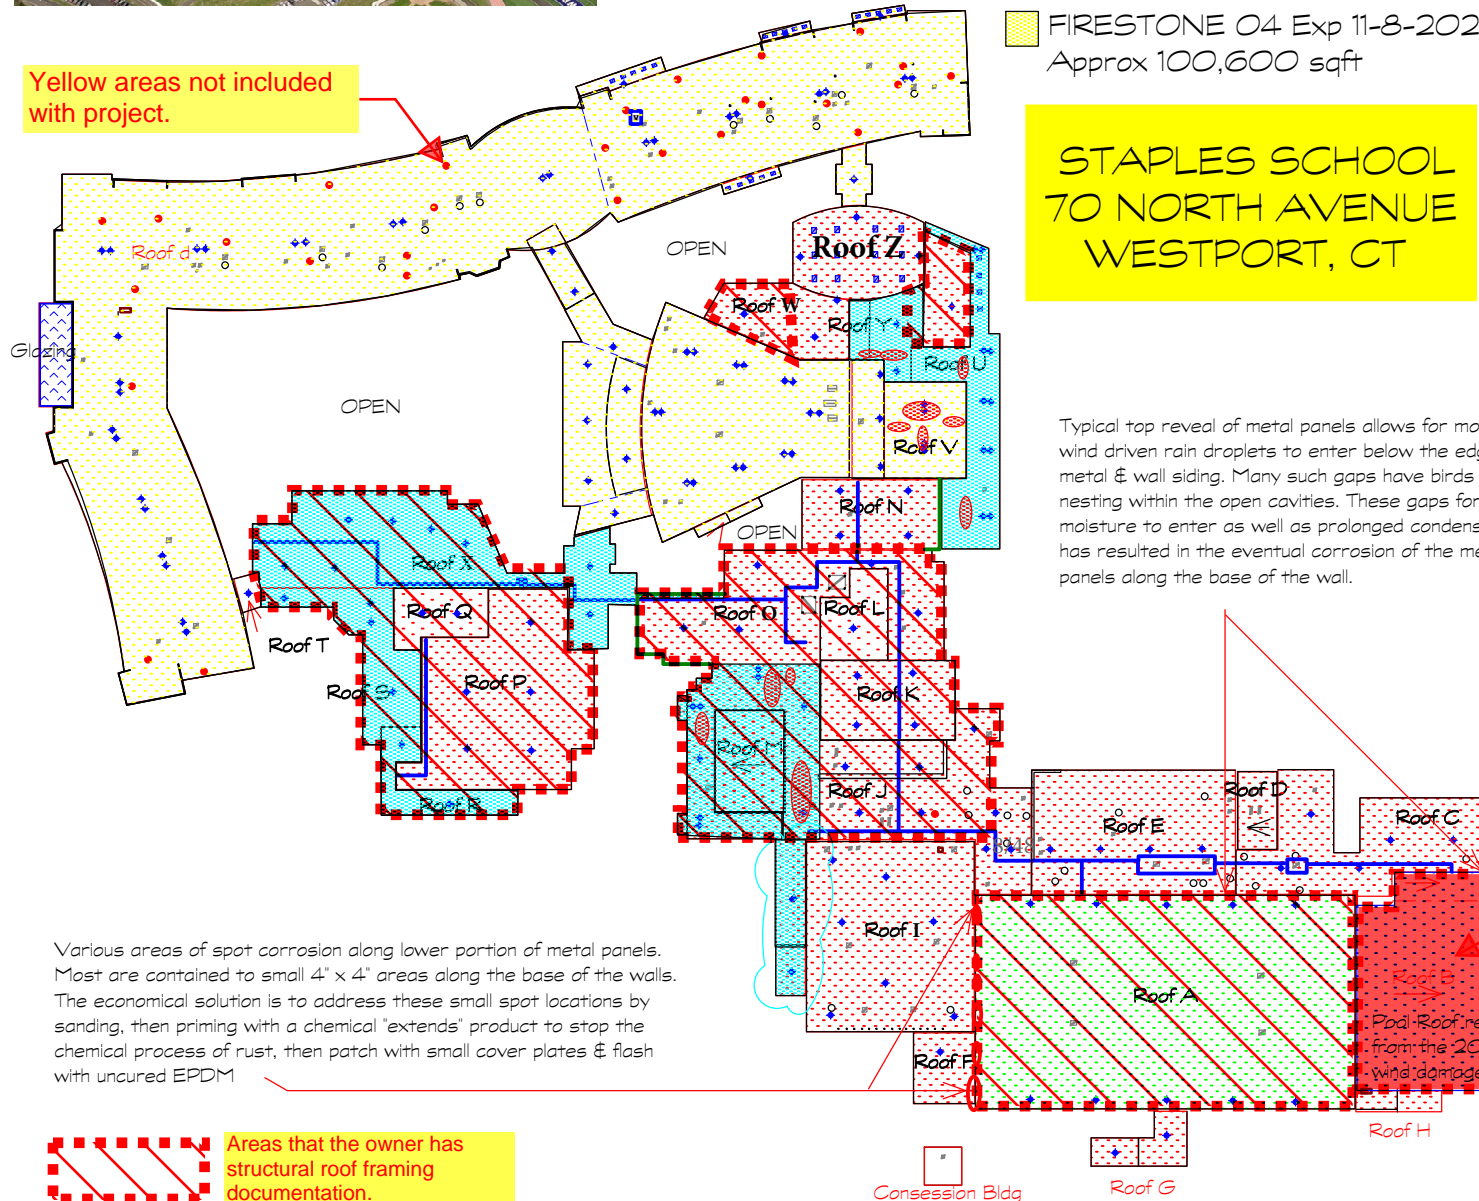 FIRESTONE 04 Exp 11-8-202
Approx 100,600 sqft
Yellow areas not included
with project.
STAPLES SCHOOL
70 NORTH AVENUE
WESTPORT, CT
Roof d
OPEN
Roof Z
Roof W
Roof Y
Roof U
Glazing
OPEN
Roof V
Typical top reveal of metal panels allows for mo
wind driven rain droplets to enter below the edg
metal & wall siding. Many such gaps have birds
nesting within the open cavities. These gaps for
moisture to enter as well as prolonged condens
has resulted in the eventual corrosion of the me
panels along the base of the wall.
Roof N
OPEN
Roof X
Roof Q
Roof O
Roof L
Roof T
Roof S
Roof P
Roof K
Roof M
Roof R
Roof J
Roof D
Roof E
Roof C
Roof I
Various areas of spot corrosion along lower portion of metal panels.
Most are contained to small 4" x 4" areas along the base of the walls.
The economical solution is to address these small spot locations by
sanding, then priming with a chemical "extends" product to stop the
chemical process of rust, then patch with small cover plates & flash
with uncured EPDM
Roof A
Roof B
Pool Roof re
from the 20
wind damage
Roof F
Roof H
Areas that the owner has
structural roof framing
documentation.
Consession Bldg
Roof G